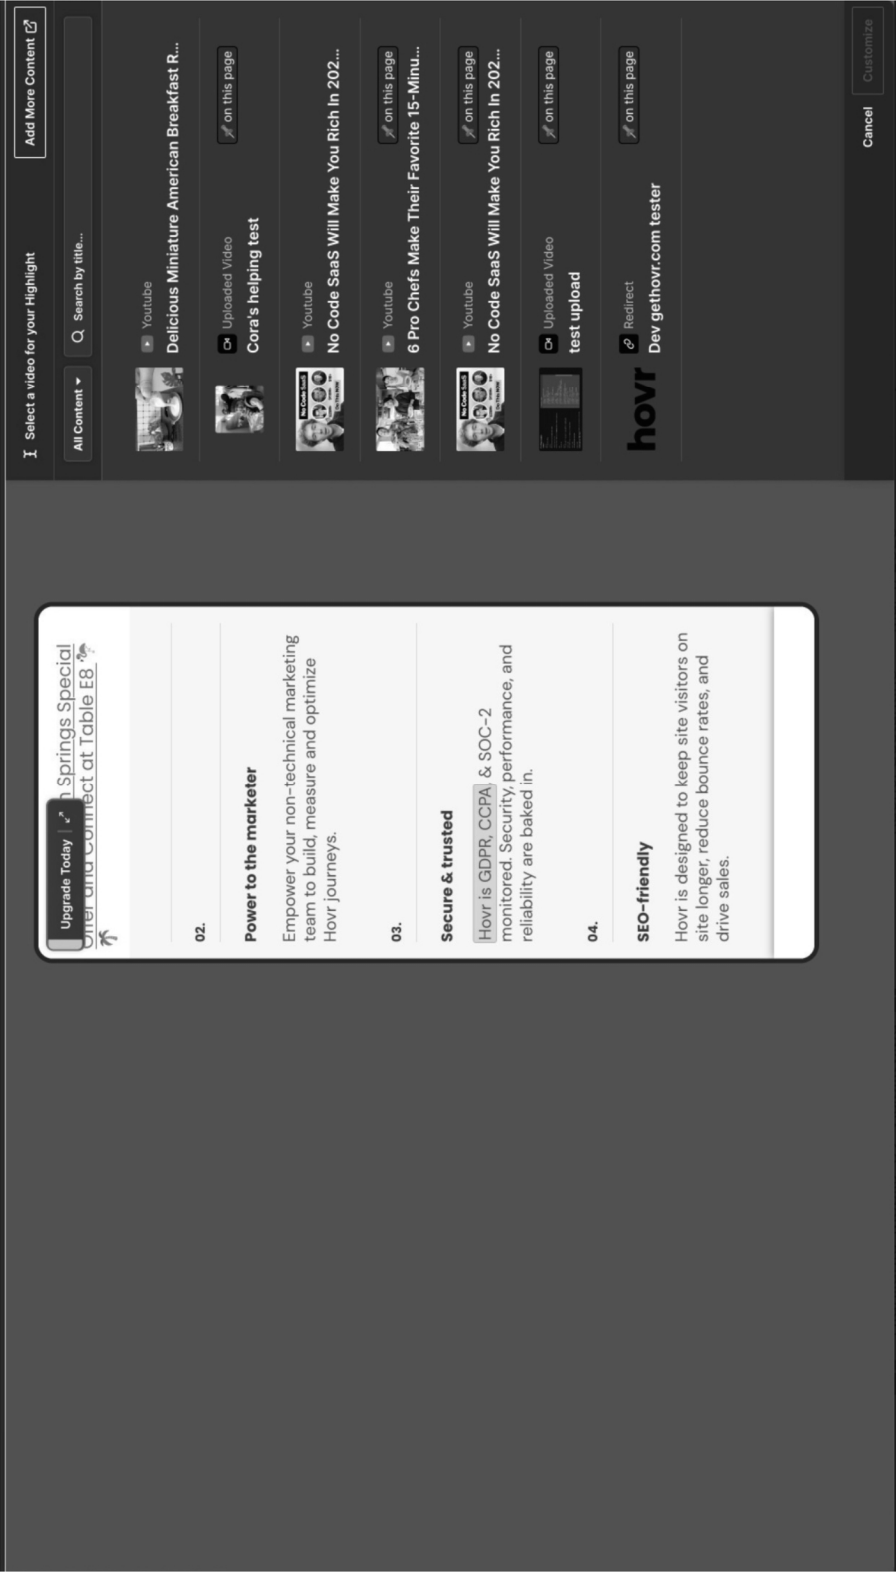 Select a video for your Highlight
Add More Content
All Content
Search by title...
Youtube
Delicious Miniature American Breakfast R...
Uploaded Video
on this page
Cora's helping test
Youtube
No Code SaaS Will Make You Rich In 202...
Youtube
on this page
6 Pro Chefs Make Their Favorite 15-Minu...
Youtube
on this page
No Code SaaS Will Make You Rich In 202...
Uploaded Video
on this page
test upload
hovr
Redirect
on this page
Dev gethovr.com tester
Cancel
Customize
Springs Special
Offer and Connect at Table E8
Upgrade Today
02.
Power to the marketer
Empower your non-technical marketing
team to build, measure and optimize
Hovr journeys.
03.
Secure & trusted
Hovr is GDPR, CCPA, & SOC-2
monitored. Security, performance, and
reliability are baked in.
04.
SEO-friendly
Hovr is designed to keep site visitors on
site longer, reduce bounce rates, and
drive sales.